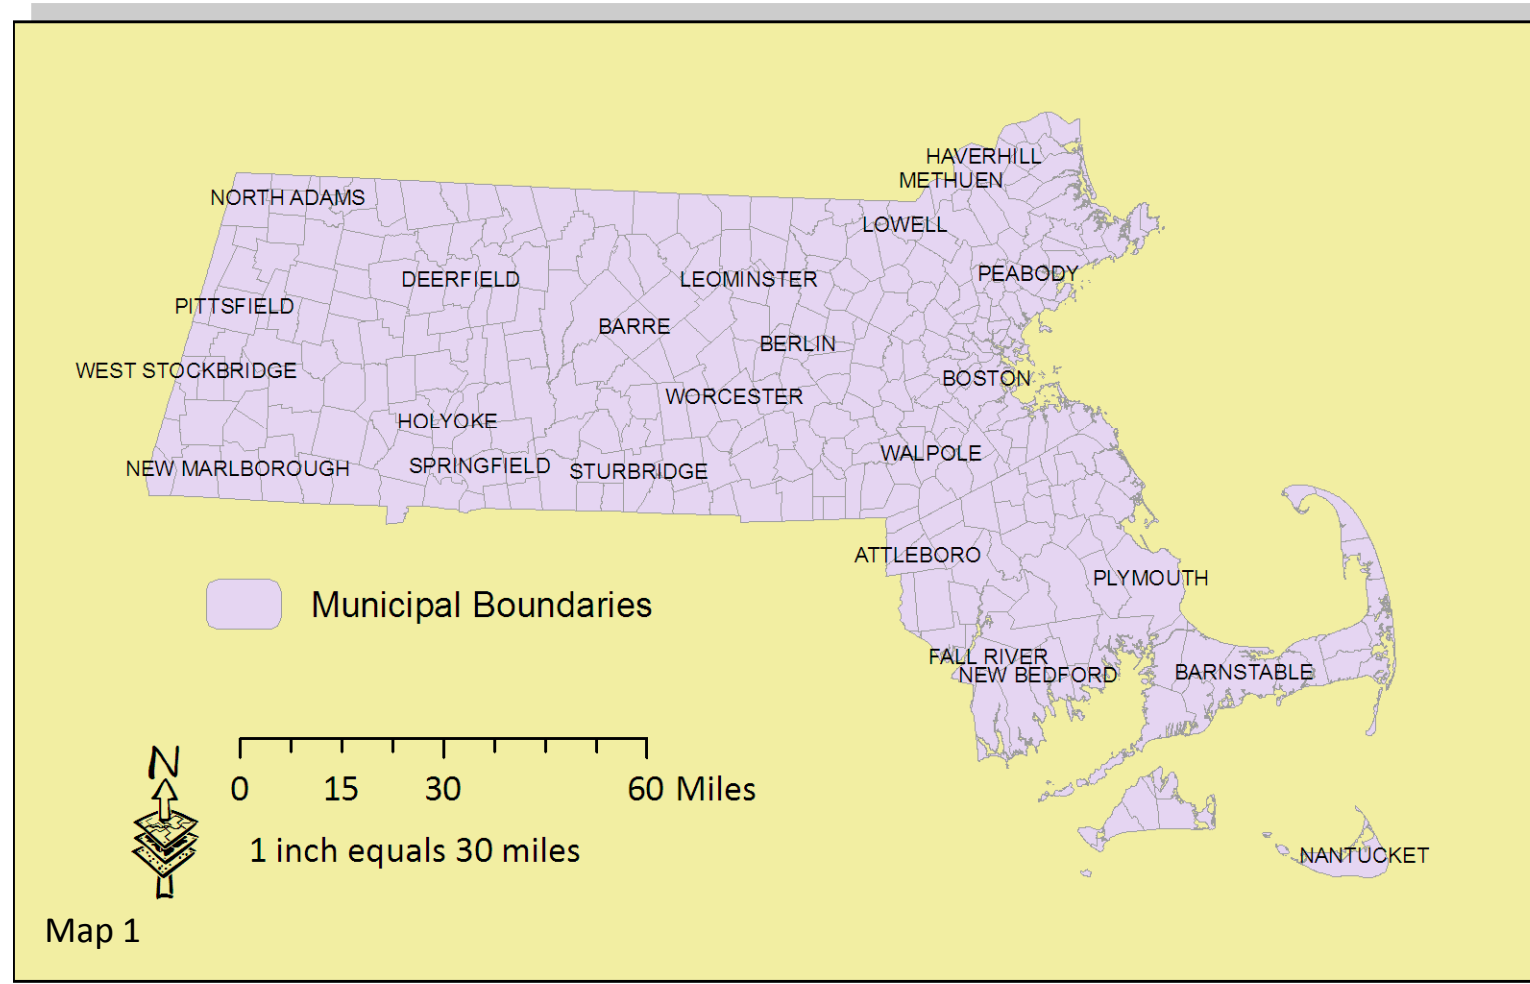 HAVERHILL
METHUEN
NORTH ADAMS
LOWELL
PEABODY
DEERFIELD
LEOMINSTER
PITTSFIELD
BARRE
BERLIN
WEST STOCKBRIDGE
BOSTON
WORCESTER
HOLYOKE
WALPOLE
NEW MARLBOROUGH
SPRINGFIELD
STURBRIDGE
ATTLEBORO
PLYMOUTH
Municipal Boundaries
FALL RIVER
NEW BEDFORD
BARNSTABLE
N
0 15 30 60 Miles
1 inch equals 30 miles
NANTUCKET
Map 1